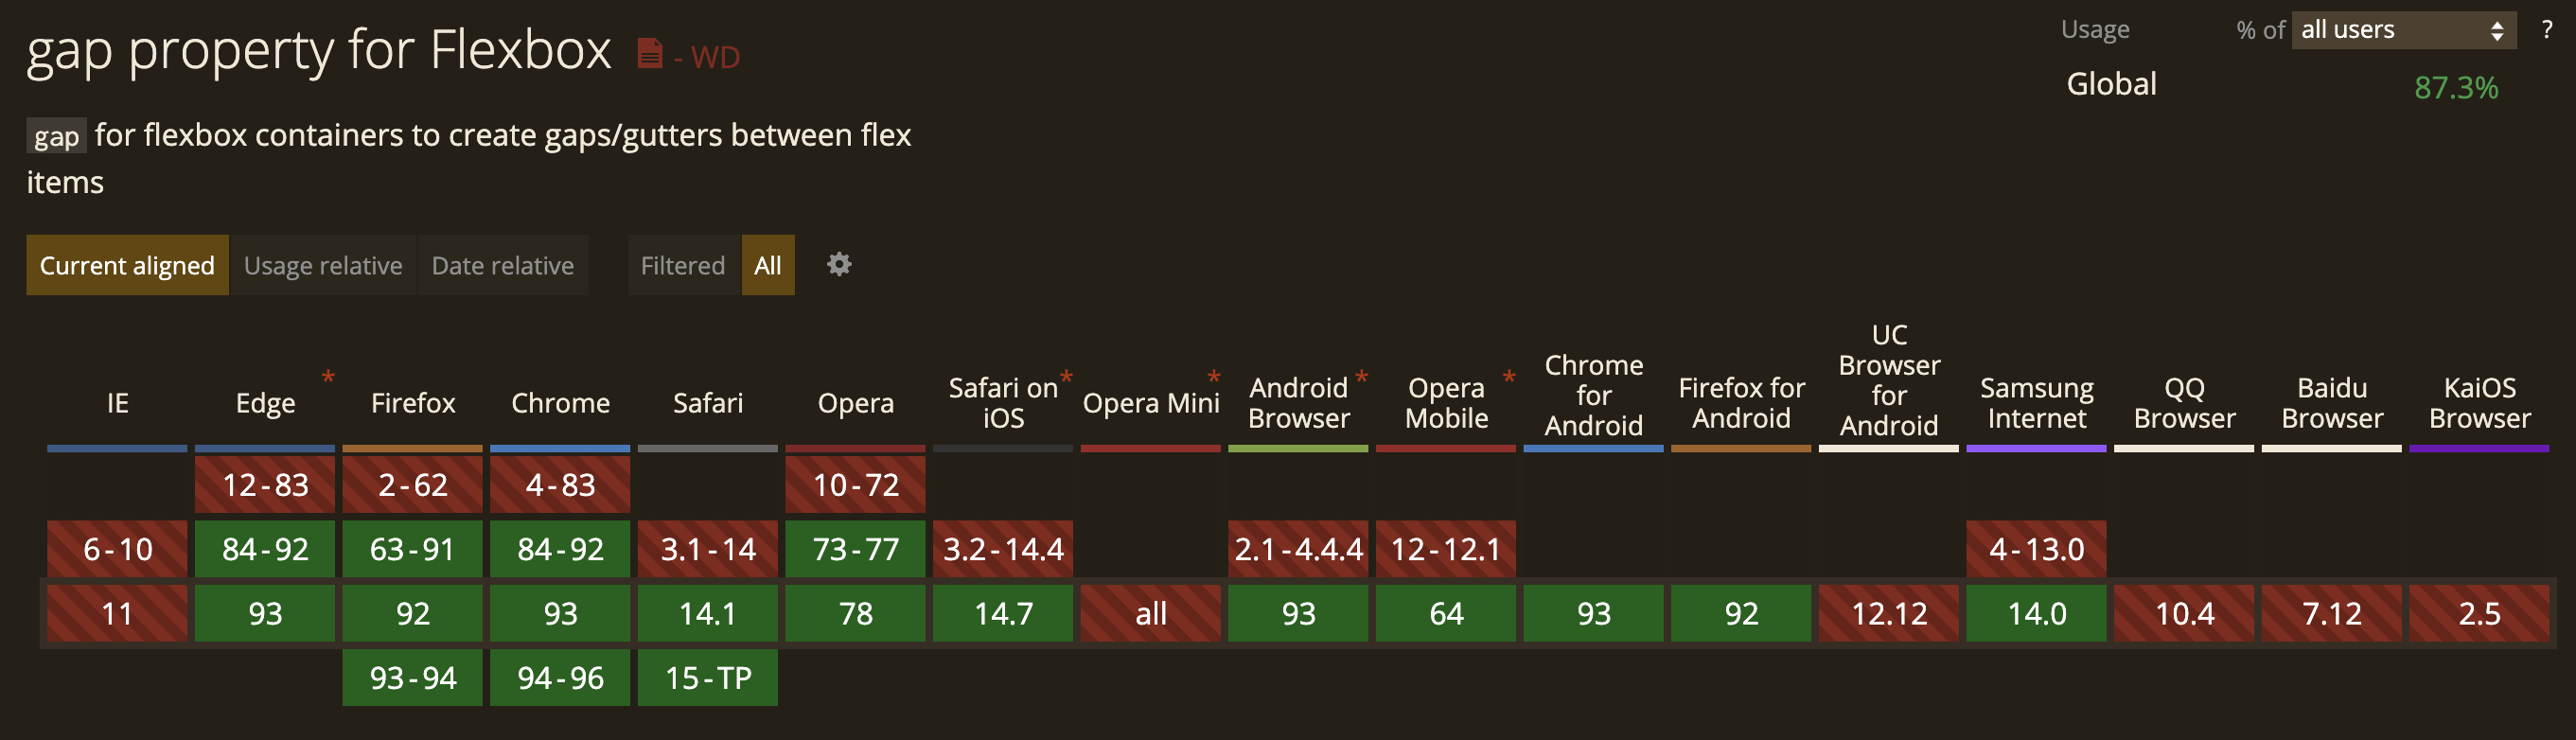 gap property for Flexbox - WD
Usage % of all users ?
Global 87.3%
gap for flexbox containers to create gaps/gutters between flex
items
Current aligned Usage relative Date relative Filtered All
IE Edge * Firefox Chrome Safari Opera Safari on iOS * Opera Mini * Android Browser * Opera Mobile * Chrome for Android Firefox for Android UC Browser for Android Samsung Internet QQ Browser Baidu Browser KaiOS Browser
12-83 2-62 4-83 10-72
6-10 84-92 63-91 84-92 3.1-14 73-77 3.2-14.4 2.1-4.4.4 12-12.1 4-13.0
11 93 92 93 14.1 78 14.7 all 93 64 93 92 12.12 14.0 10.4 7.12 2.5
93-94 94-96 15-TP